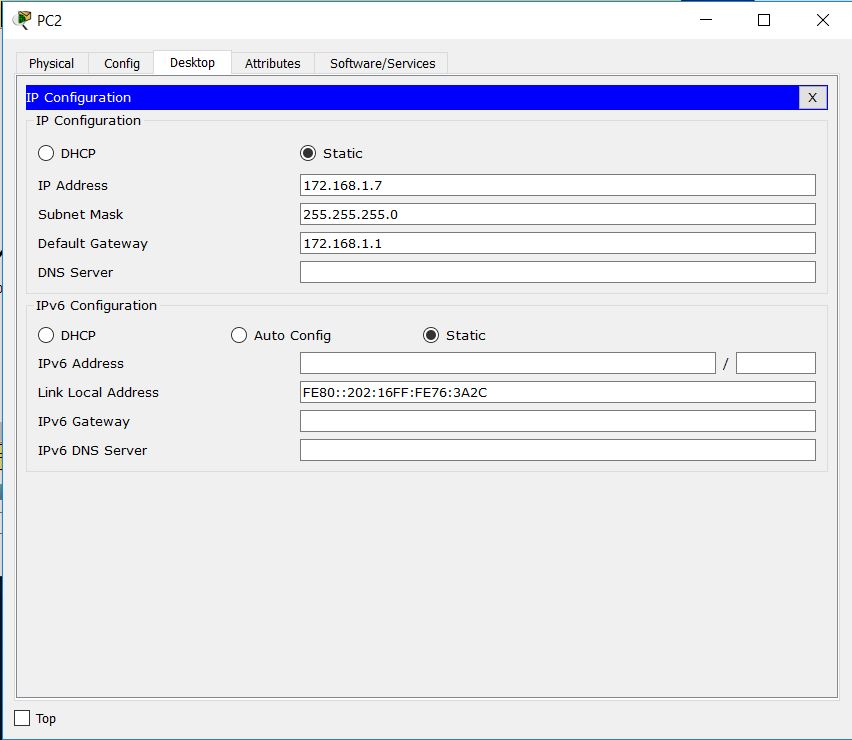 PC2
Physical Config Desktop Attributes Software/Services
IP Configuration X
IP Configuration
DHCP Static
IP Address 172.168.1.7
Subnet Mask 255.255.255.0
Default Gateway 172.168.1.1
DNS Server
IPv6 Configuration
DHCP Auto Config Static
IPv6 Address /
Link Local Address FE80::202:16FF:FE76:3A2C
IPv6 Gateway
IPv6 DNS Server
Top